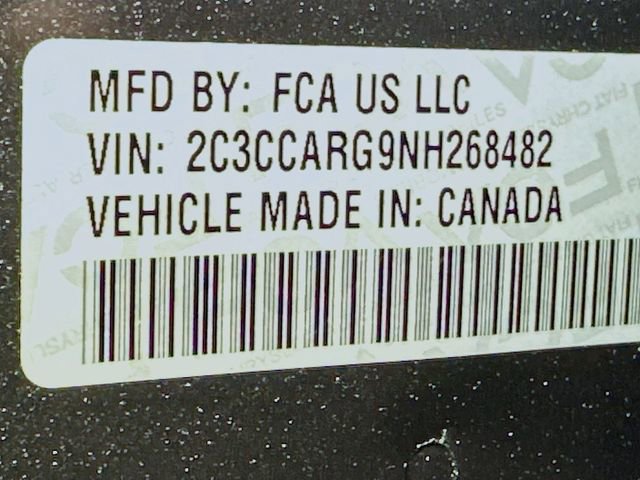 MFD BY: FCA US LLC
VIN: 2C3CCARG9NH268482
VEHICLE MADE IN: CANADA